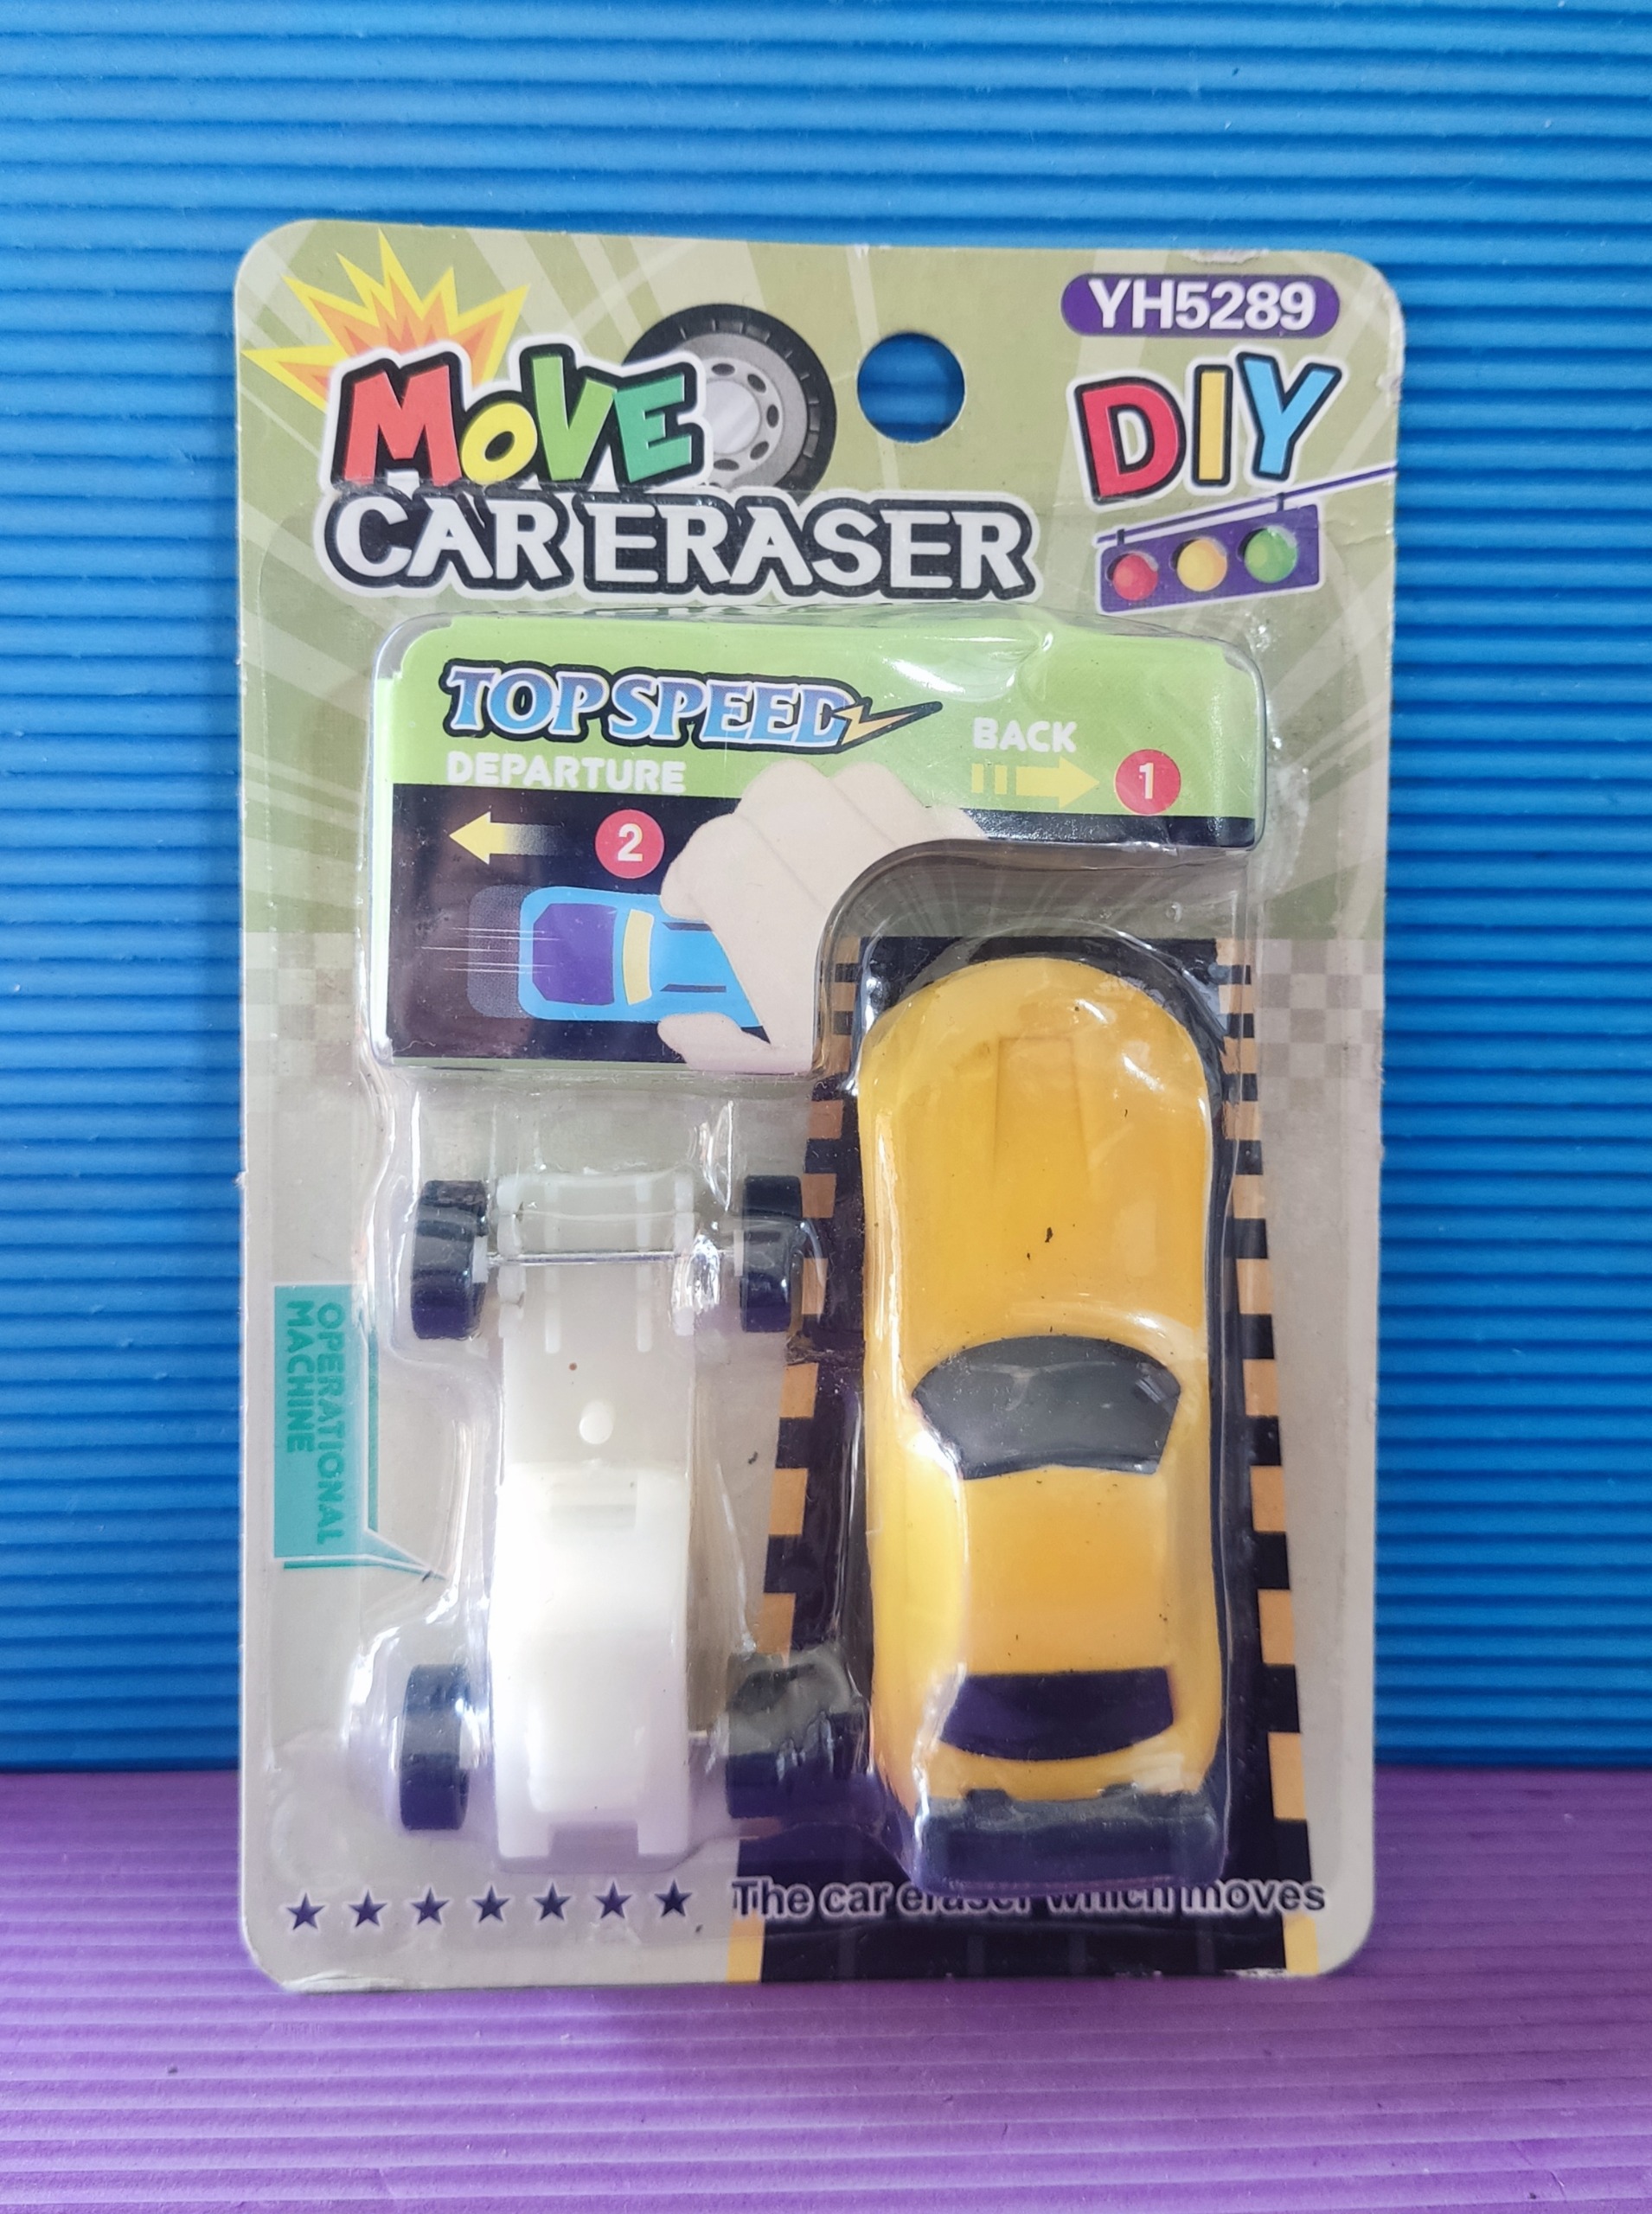 YH5289
MOVE
DIY
CAR ERASER
TOP SPEED
BACK
1
DEPARTURE
2
OPERATIONAL
MACHINE
The car eraser which moves